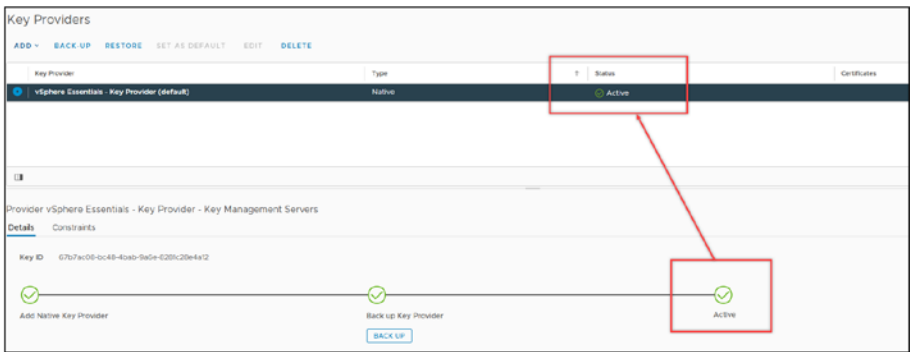 Key Providers
ADD BACK-UP RESTORE SET AS DEFAULT EDIT DELETE
Key Provider Type Status Certificates
vSphere Essentials - Key Provider (default) Native Active
Provider vSphere Essentials - Key Provider - Key Management Servers
Details Constraints
Key ID
Add Native Key Provider Back up Key Provider Active
BACK UP